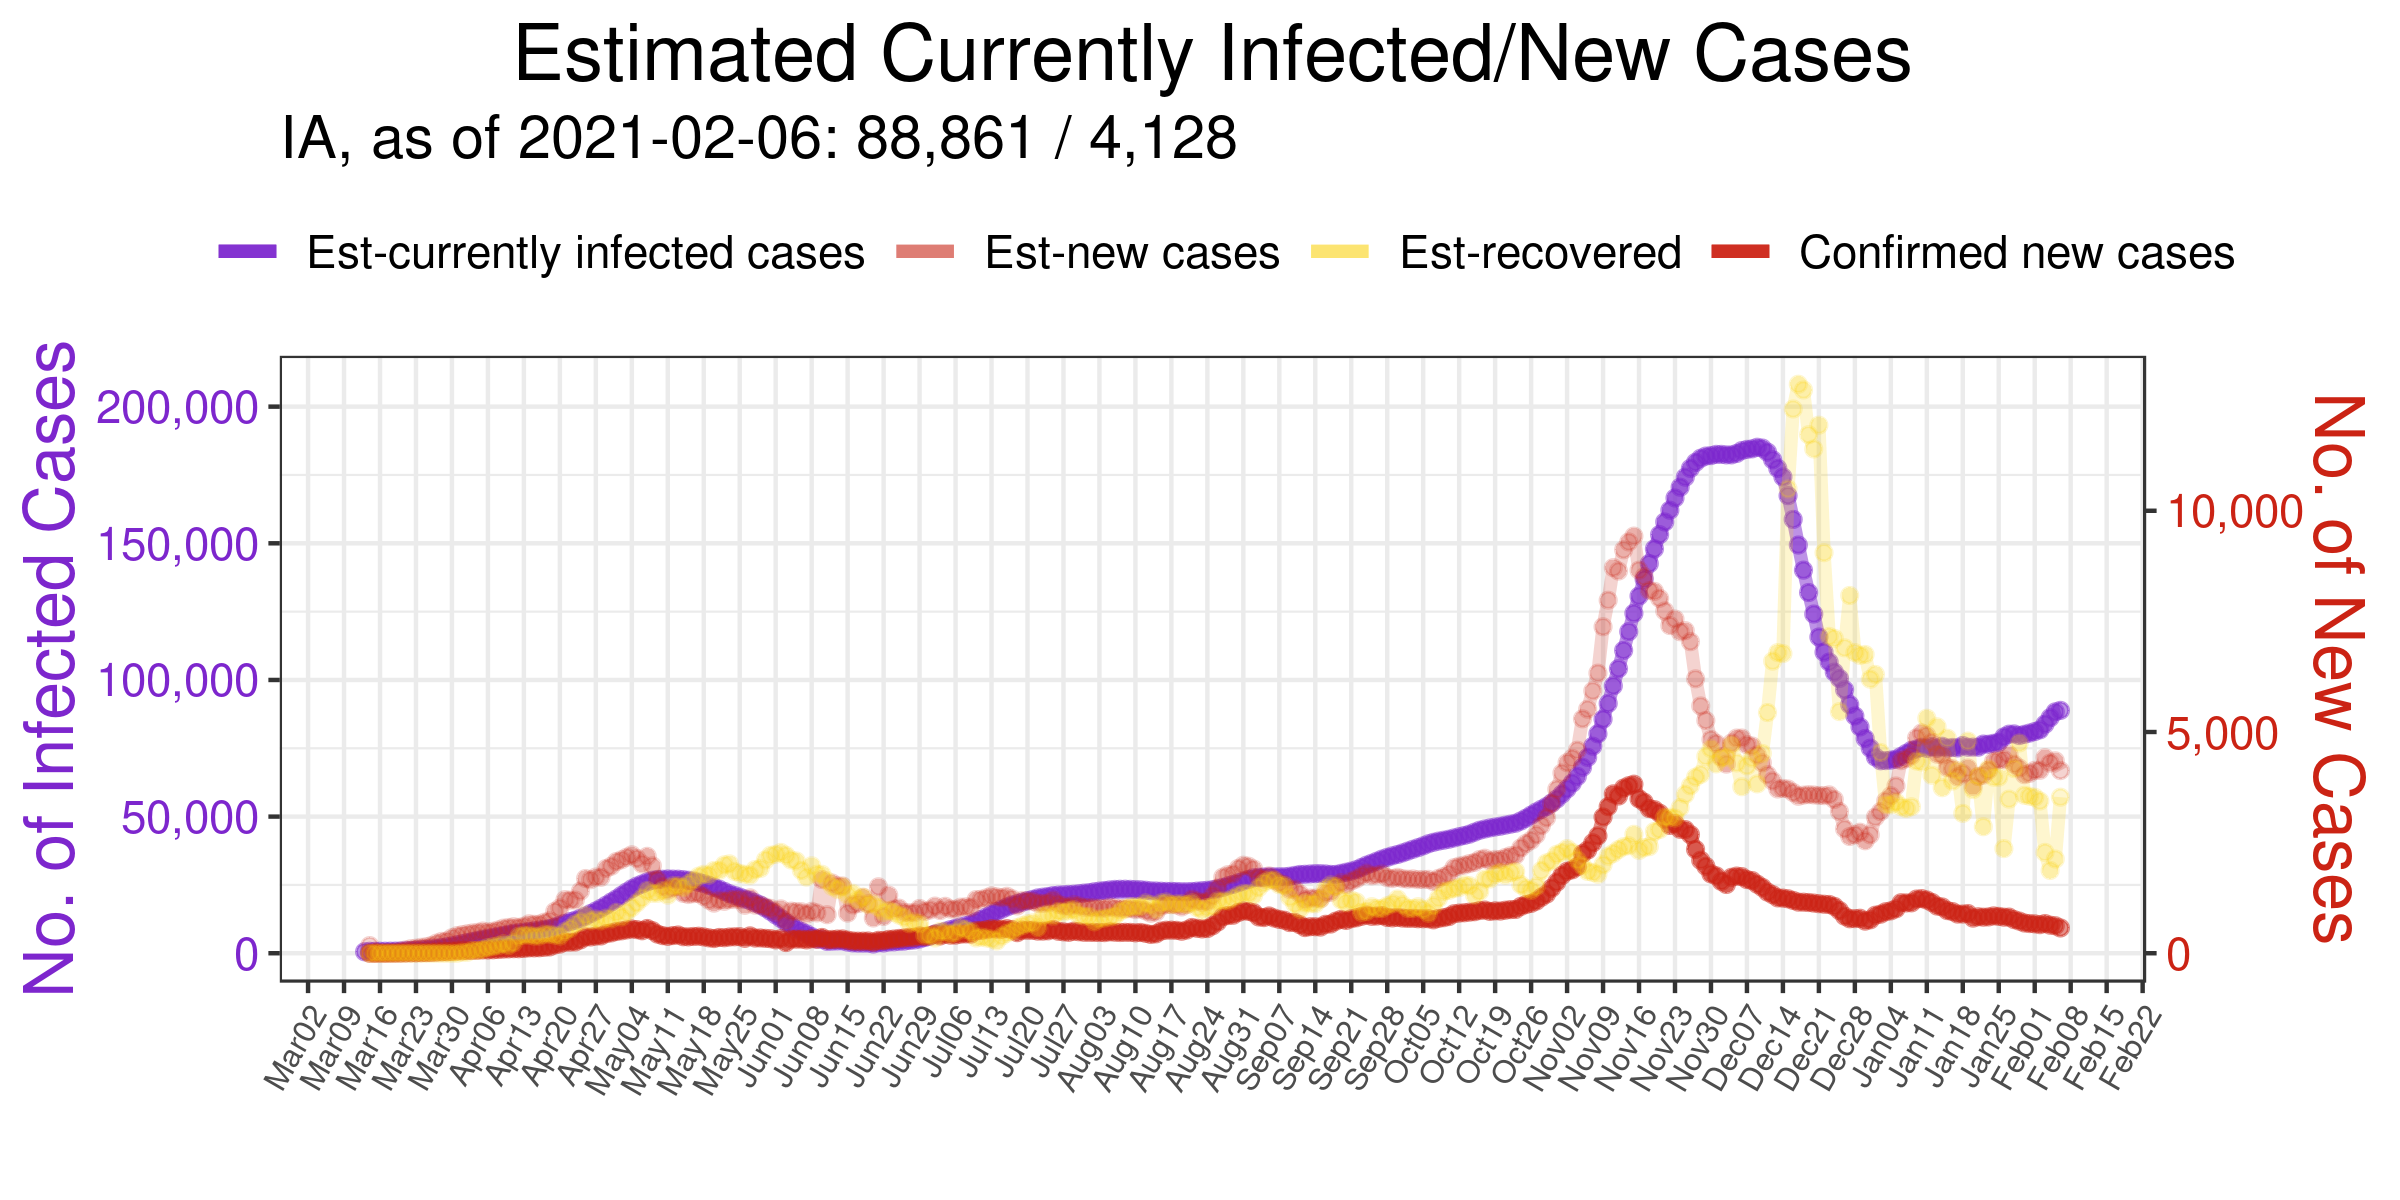 Estimated Currently Infected/New Cases
IA, as of 2021-02-06: 88,861 / 4,128
Est-currently infected cases Est-new cases Est-recovered Confirmed new cases
No. of Infected Cases
200,000
150,000
100,000
50,000
0
10,000
5,000
0
No. of New Cases
Mar02 Mar09 Mar16 Mar23 Mar30 Apr06 Apr13 Apr20 Apr27 May04 May11 May18 May25 Jun01 Jun08 Jun15 Jun22 Jun29 Jul06 Jul13 Jul20 Jul27 Aug03 Aug10 Aug17 Aug24 Aug31 Sep07 Sep14 Sep21 Sep28 Oct05 Oct12 Oct19 Oct26 Nov02 Nov09 Nov16 Nov23 Nov30 Dec07 Dec14 Dec21 Dec28 Jan04 Jan11 Jan18 Jan25 Feb01 Feb08 Feb15 Feb22